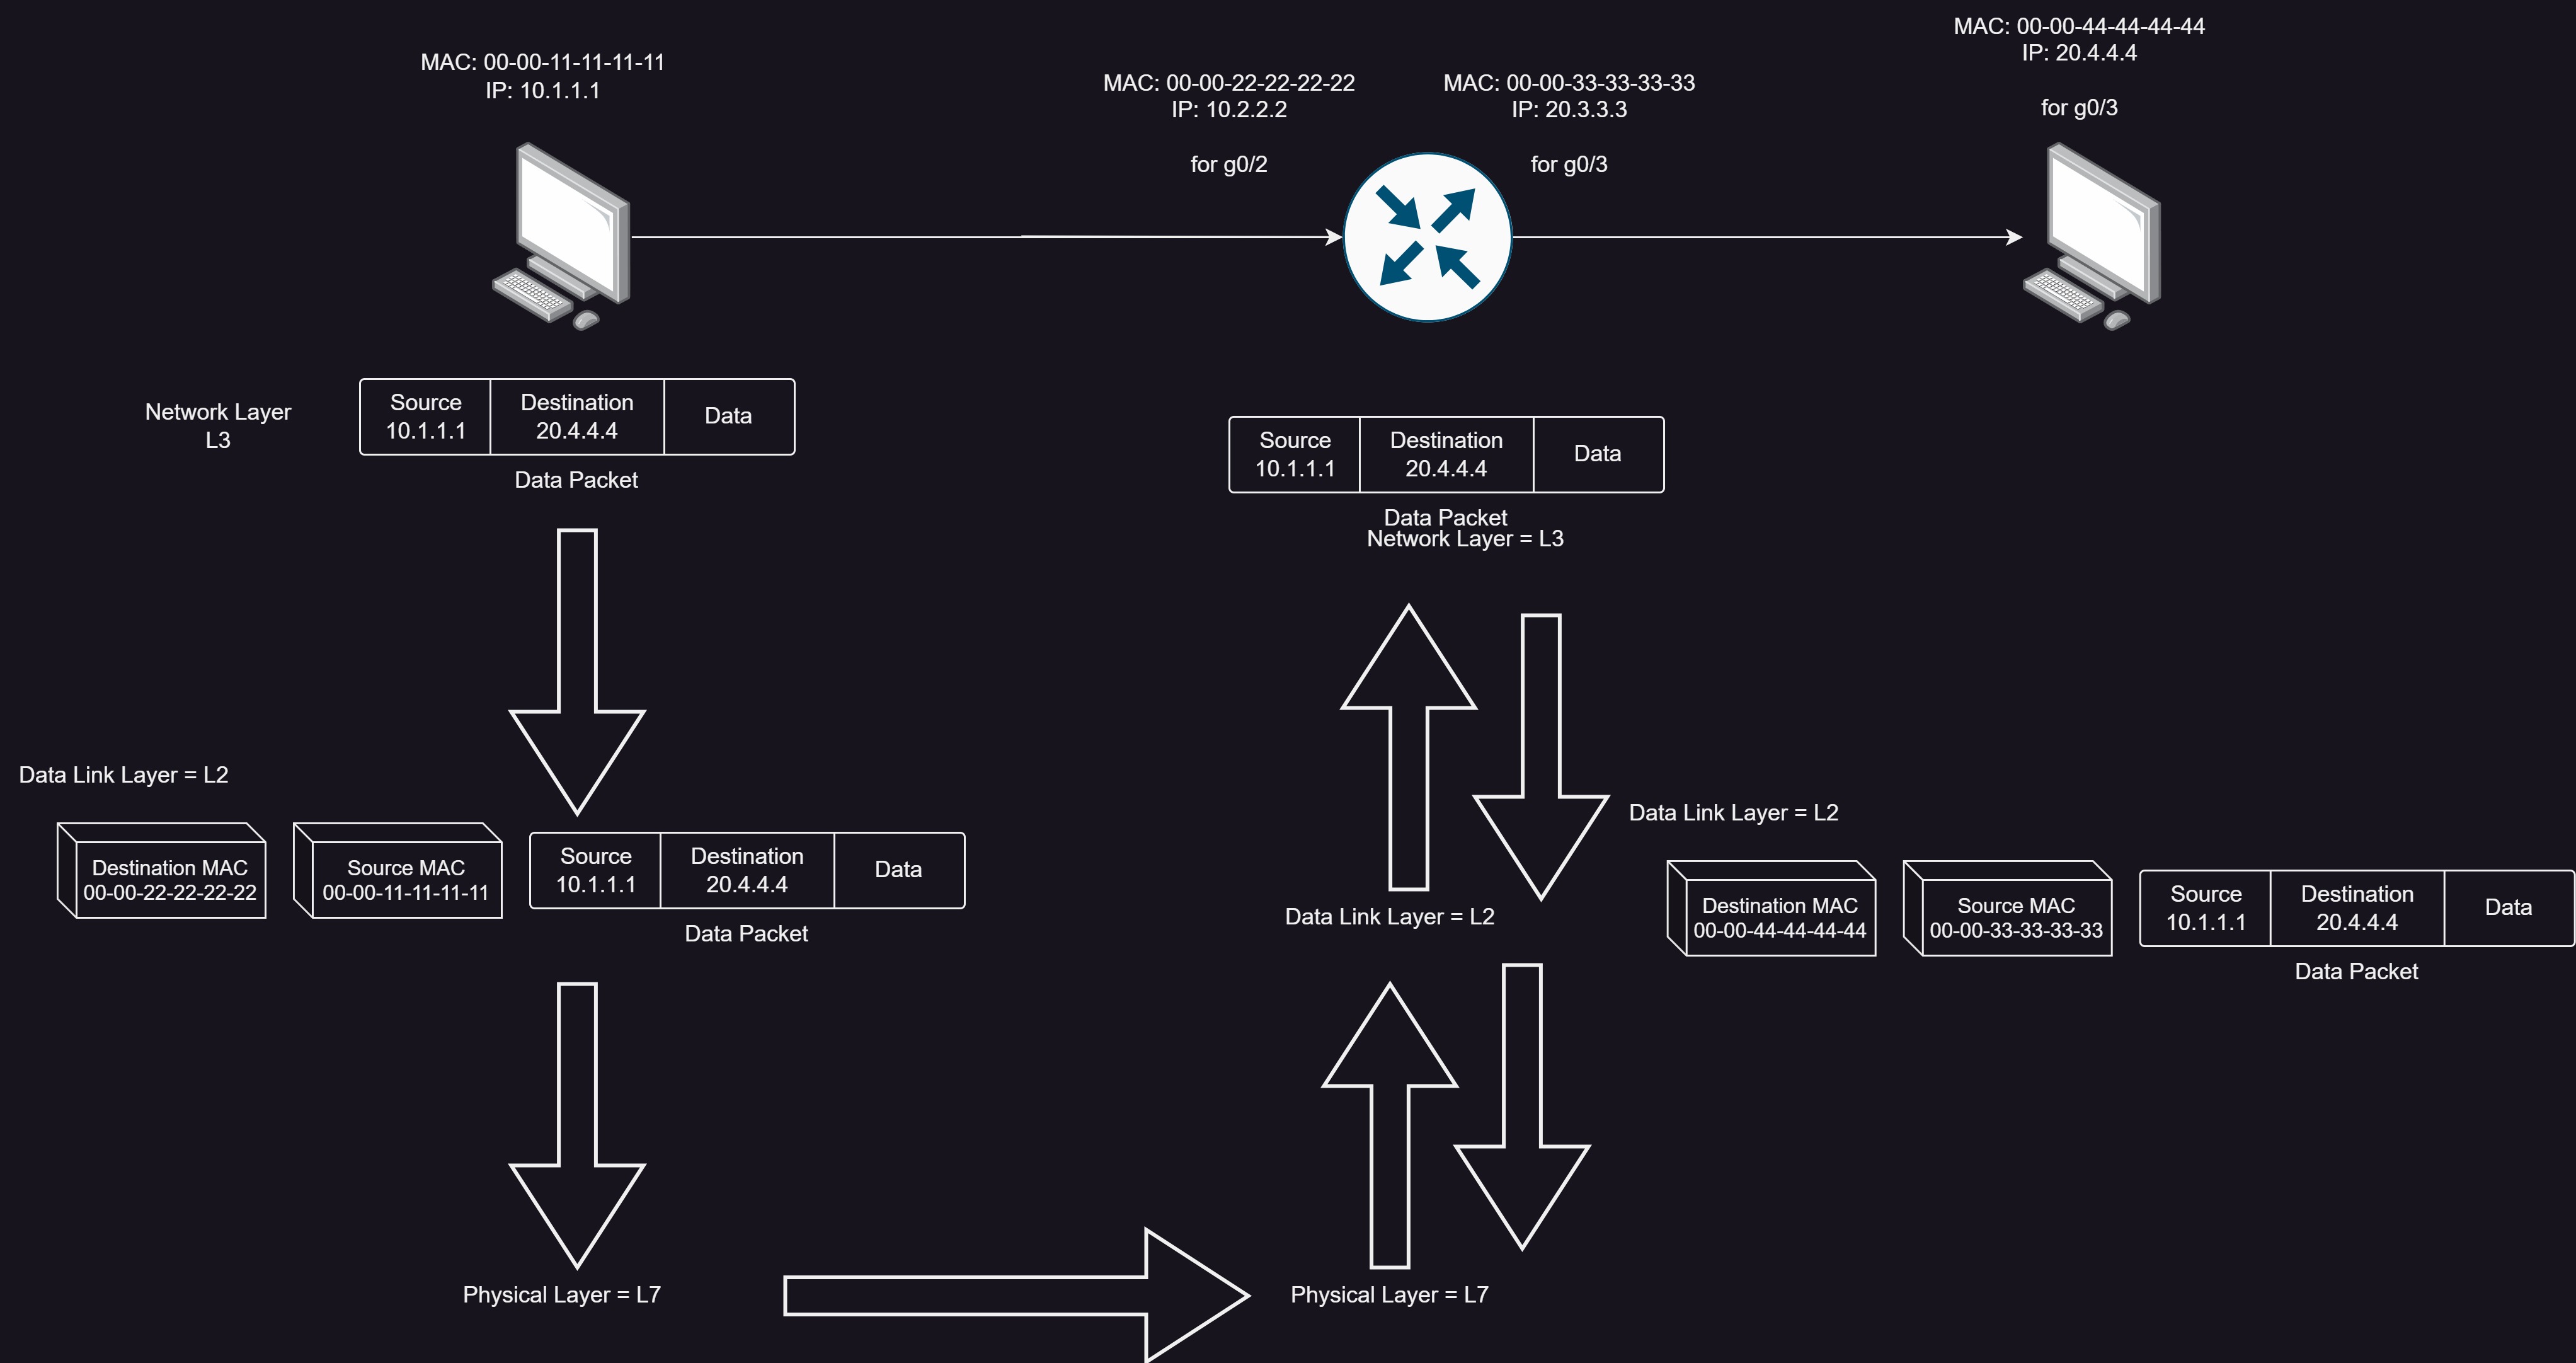 MAC: 00-00-11-11-11-11
IP: 10.1.1.1
MAC: 00-00-22-22-22-22
IP: 10.2.2.2
for g0/2
MAC: 00-00-33-33-33-33
IP: 20.3.3.3
for g0/3
MAC: 00-00-44-44-44-44
IP: 20.4.4.4
for g0/3
Network Layer
L3
Source
10.1.1.1
Destination
20.4.4.4
Data
Data Packet
Source
10.1.1.1
Destination
20.4.4.4
Data
Data Packet
Network Layer = L3
Data Link Layer = L2
Destination MAC
00-00-22-22-22-22
Source MAC
00-00-11-11-11-11
Source
10.1.1.1
Destination
20.4.4.4
Data
Data Packet
Data Link Layer = L2
Data Link Layer = L2
Destination MAC
00-00-44-44-44-44
Source MAC
00-00-33-33-33-33
Source
10.1.1.1
Destination
20.4.4.4
Data
Data Packet
Physical Layer = L7
Physical Layer = L7